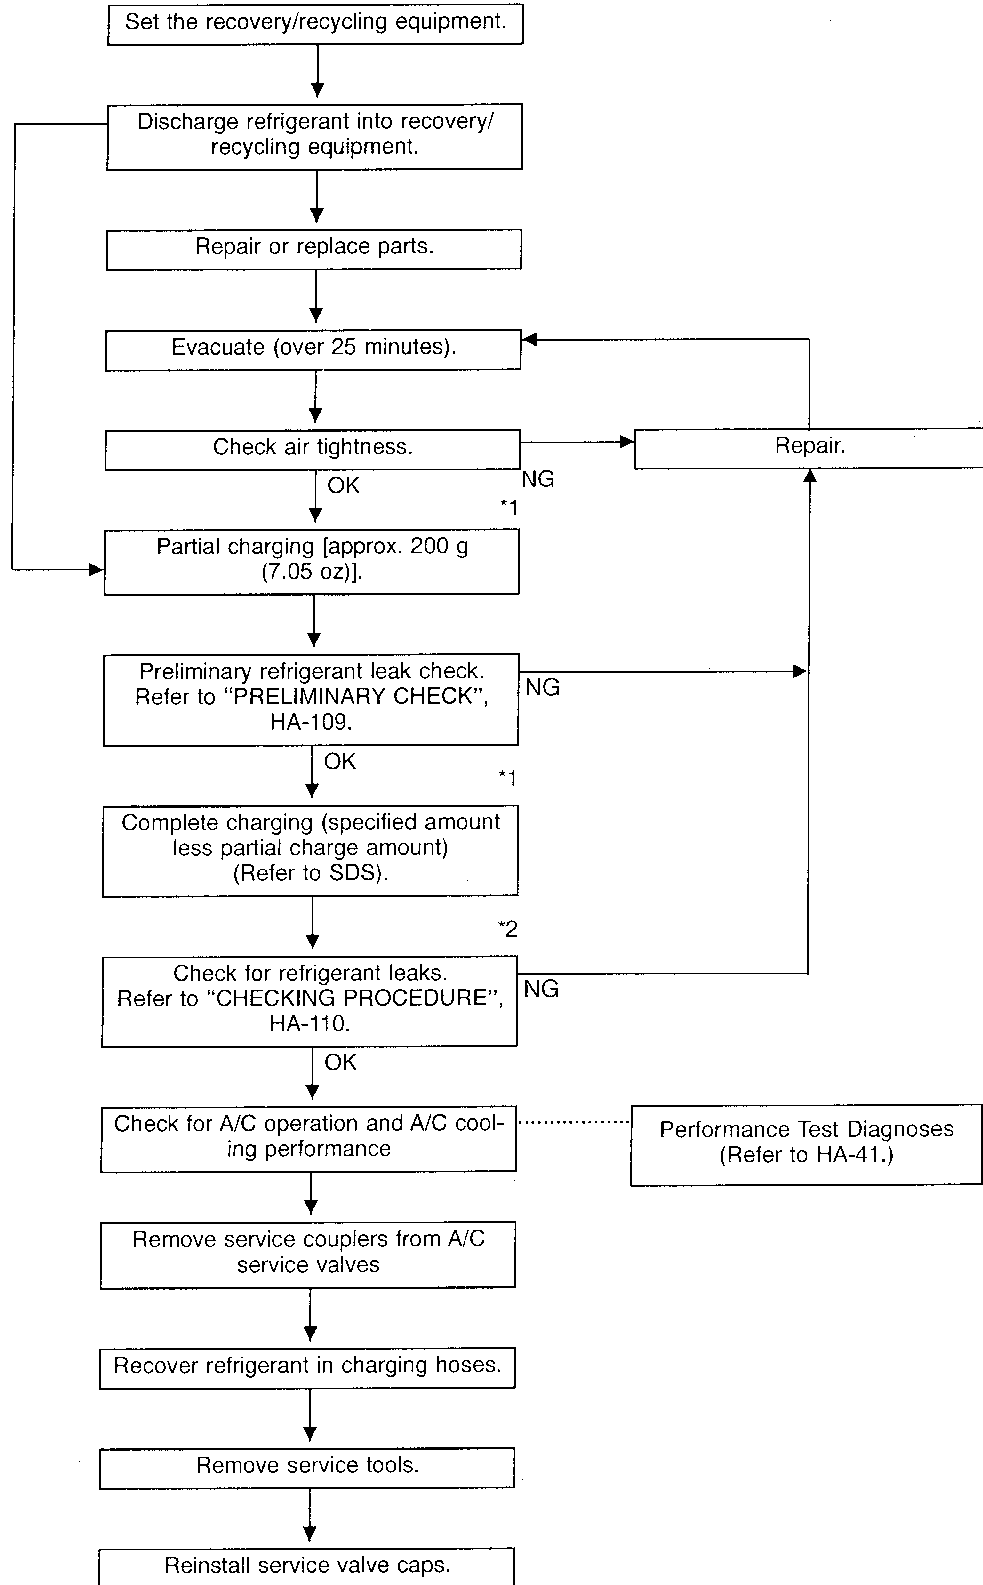 Set the recovery/recycling equipment.
Discharge refrigerant into recovery/
recycling equipment.
Repair or replace parts.
Evacuate (over 25 minutes).
Check air tightness.
Repair.
OK
NG
*1
Partial charging [approx. 200 g
(7.05 oz)].
Preliminary refrigerant leak check.
Refer to “PRELIMINARY CHECK”,
HA-109.
NG
OK
*1
Complete charging (specified amount
less partial charge amount)
(Refer to SDS).
*2
Check for refrigerant leaks.
Refer to “CHECKING PROCEDURE”,
HA-110.
NG
OK
Check for A/C operation and A/C cool-
ing performance
Performance Test Diagnoses
(Refer to HA-41.)
Remove service couplers from A/C
service valves
Recover refrigerant in charging hoses.
Remove service tools.
Reinstall service valve caps.